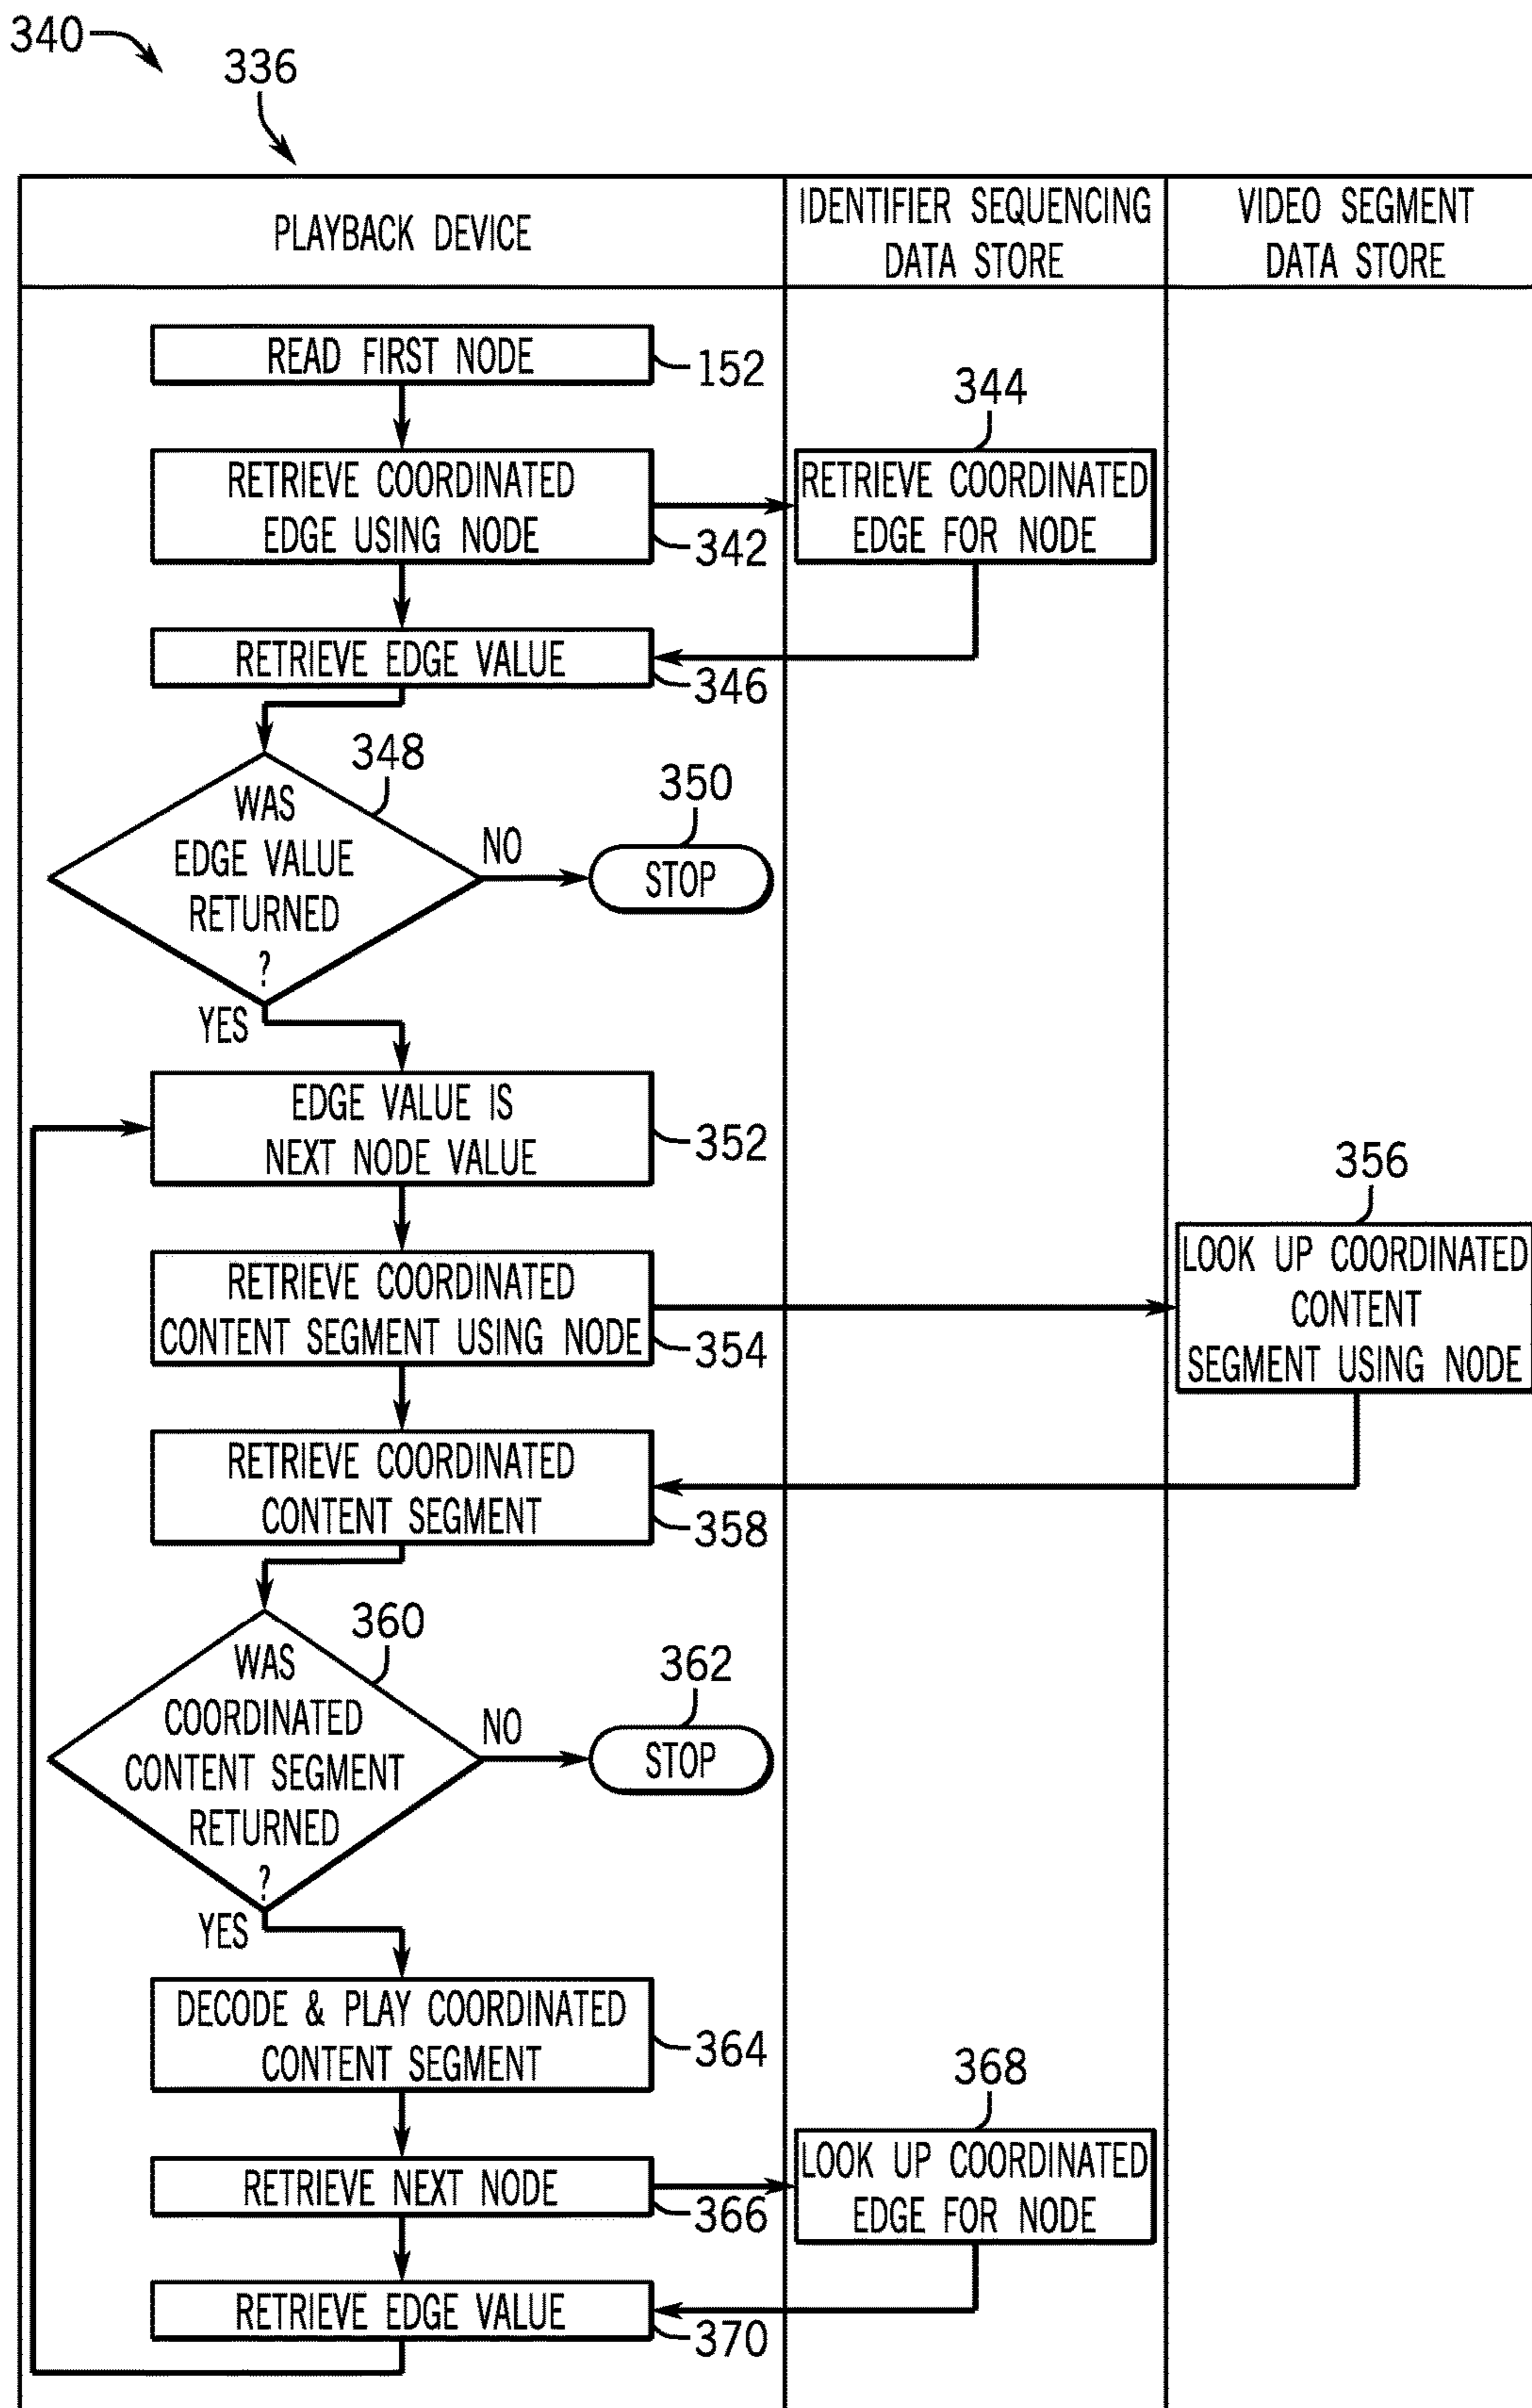 340
336
PLAYBACK DEVICE
IDENTIFIER SEQUENCING
DATA STORE
VIDEO SEGMENT
DATA STORE
READ FIRST NODE
152
RETRIEVE COORDINATED
EDGE USING NODE
342
344
RETRIEVE COORDINATED
EDGE FOR NODE
RETRIEVE EDGE VALUE
346
348
WAS
EDGE VALUE
RETURNED
?
NO
350
STOP
YES
EDGE VALUE IS
NEXT NODE VALUE
352
RETRIEVE COORDINATED
CONTENT SEGMENT USING NODE
354
356
LOOK UP COORDINATED
CONTENT
SEGMENT USING NODE
RETRIEVE COORDINATED
CONTENT SEGMENT
358
360
WAS
COORDINATED
CONTENT SEGMENT
RETURNED
?
NO
362
STOP
YES
DECODE & PLAY COORDINATED
CONTENT SEGMENT
364
RETRIEVE NEXT NODE
366
368
LOOK UP COORDINATED
EDGE FOR NODE
RETRIEVE EDGE VALUE
370